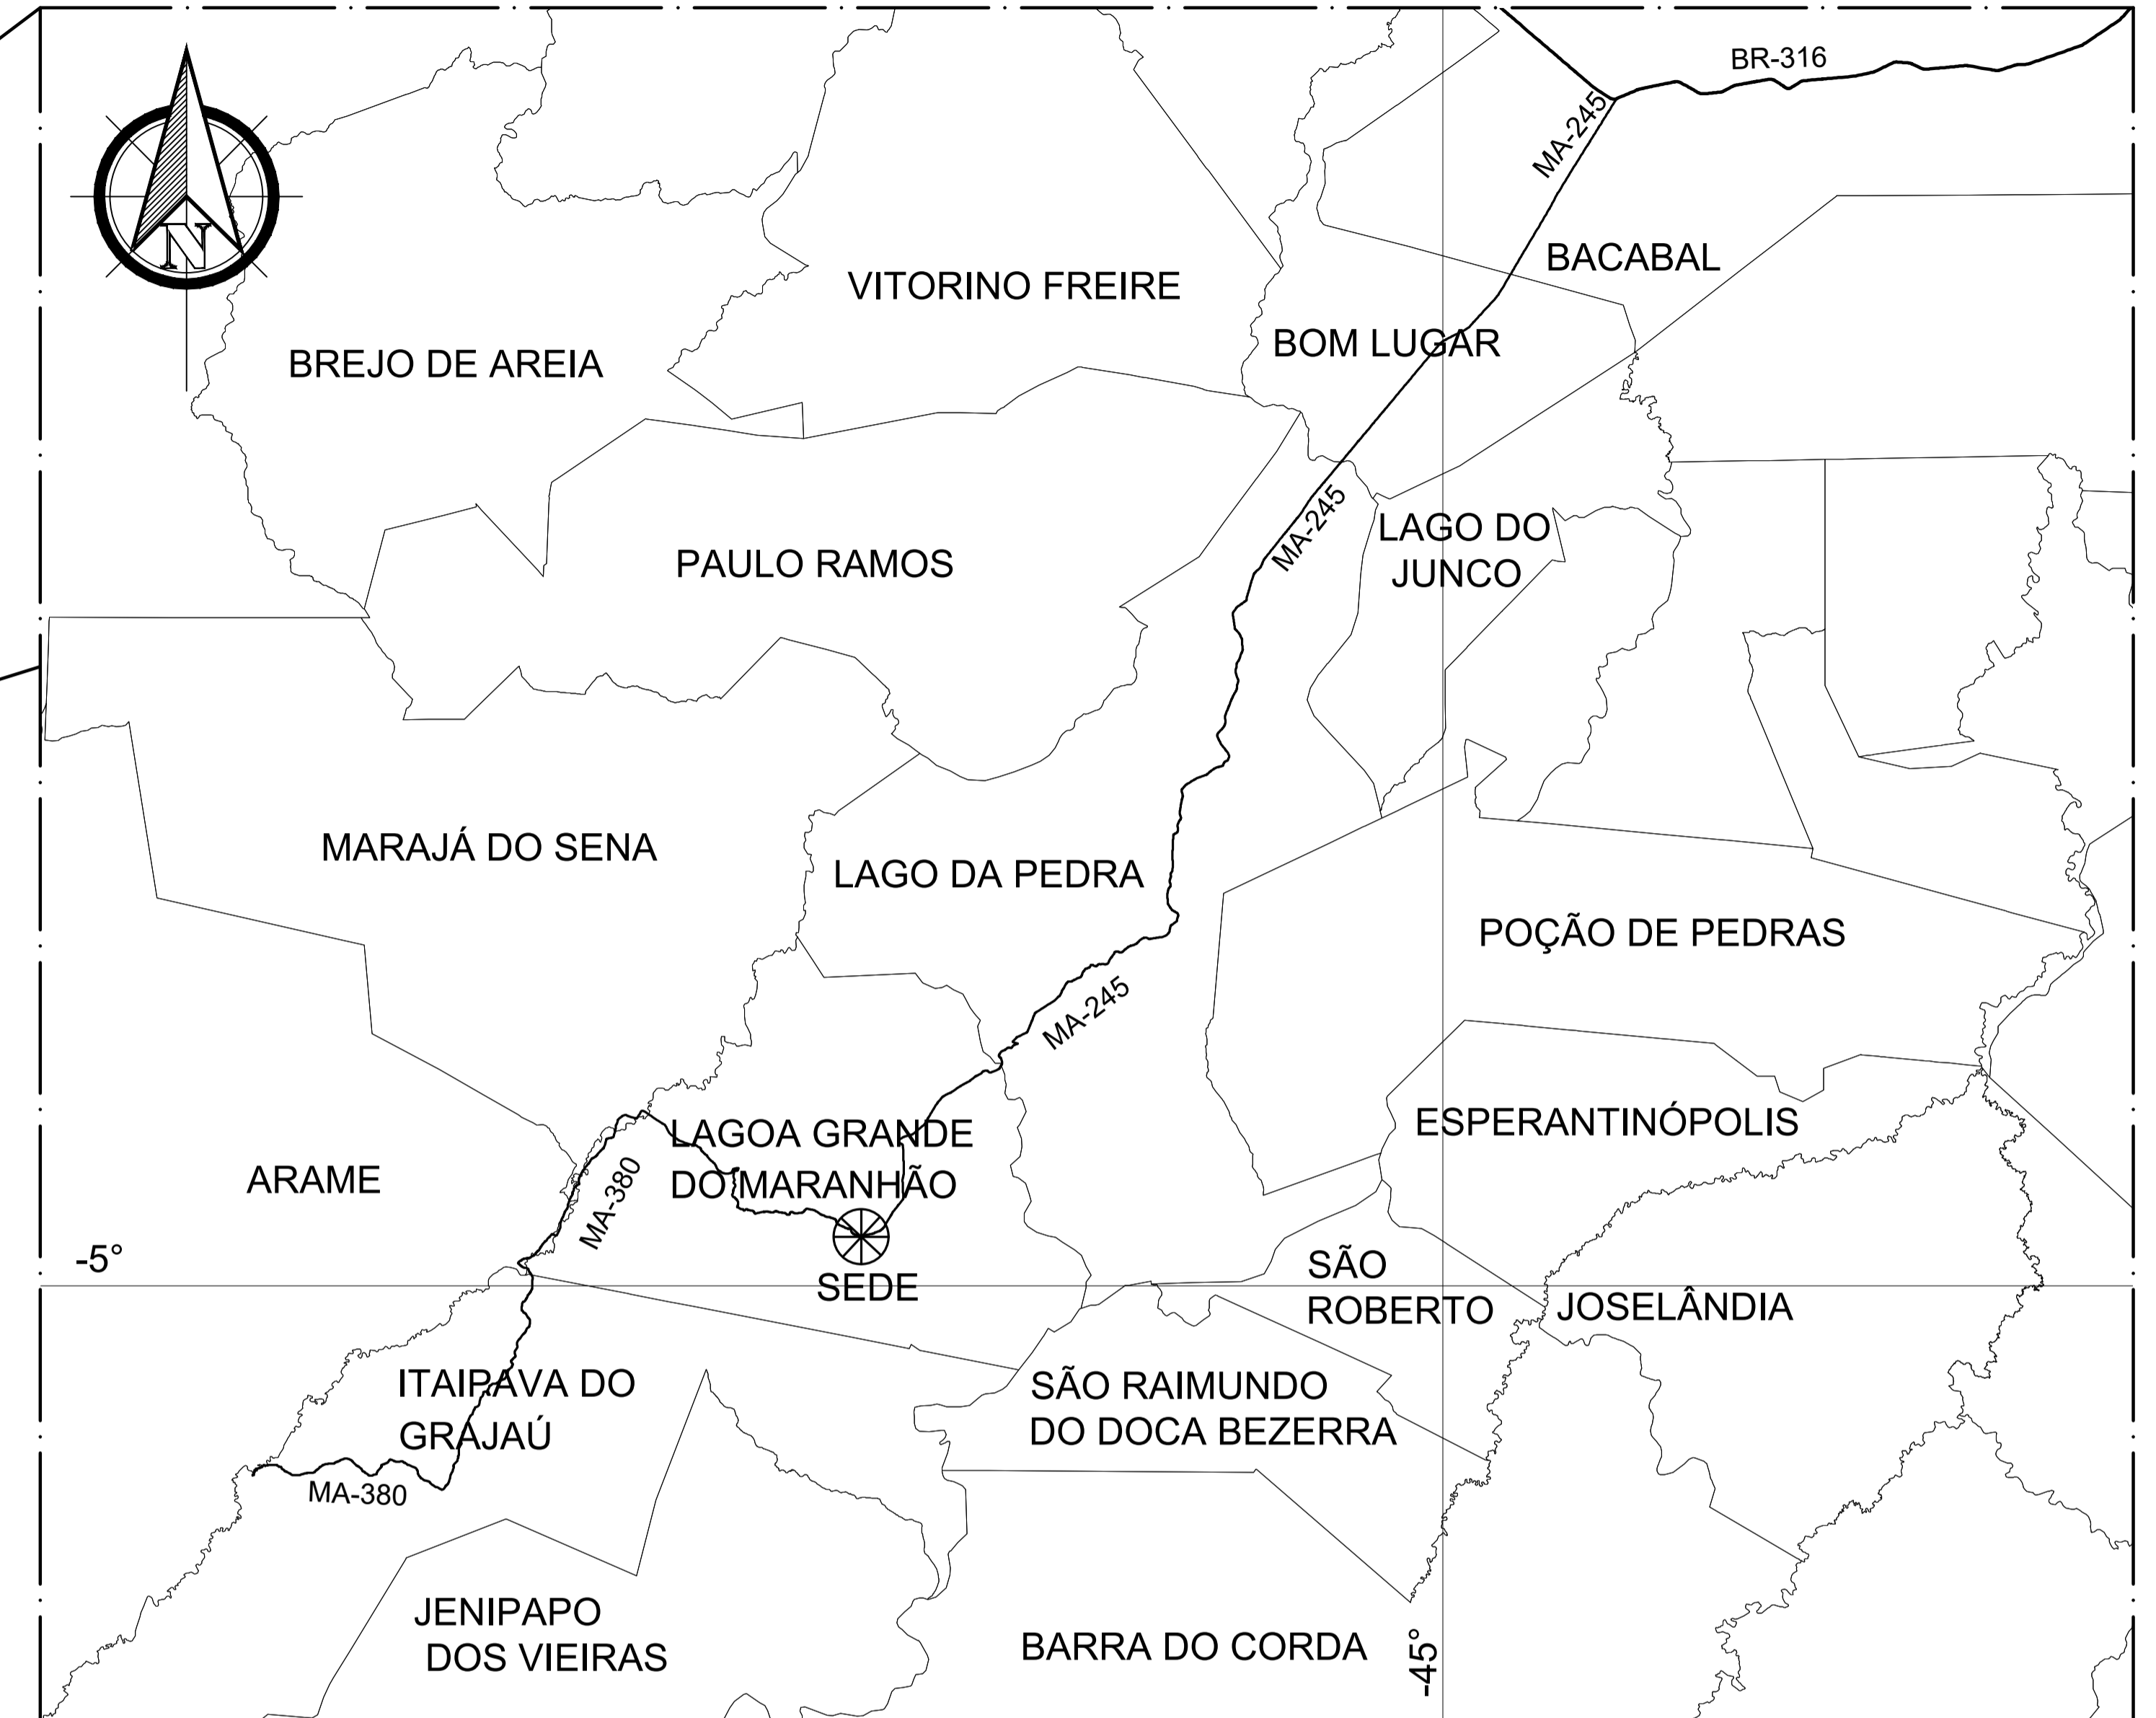 BR-316
MA-245
N
BACABAL
VITORINO FREIRE
BOM LUGAR
BREJO DE AREIA
MA-245
LAGO DO
JUNCO
PAULO RAMOS
MARAJÁ DO SENA
LAGO DA PEDRA
POÇÃO DE PEDRAS
MA-245
ESPERANTINÓPOLIS
LAGOA GRANDE
DO MARANHÃO
ARAME
MA-380
-5°
SEDE
SÃO
ROBERTO
JOSELÂNDIA
ITAIPAVA DO
GRAJAÚ
SÃO RAIMUNDO
DO DOCA BEZERRA
MA-380
JENIPAPO
DOS VIEIRAS
BARRA DO CORDA
-45°